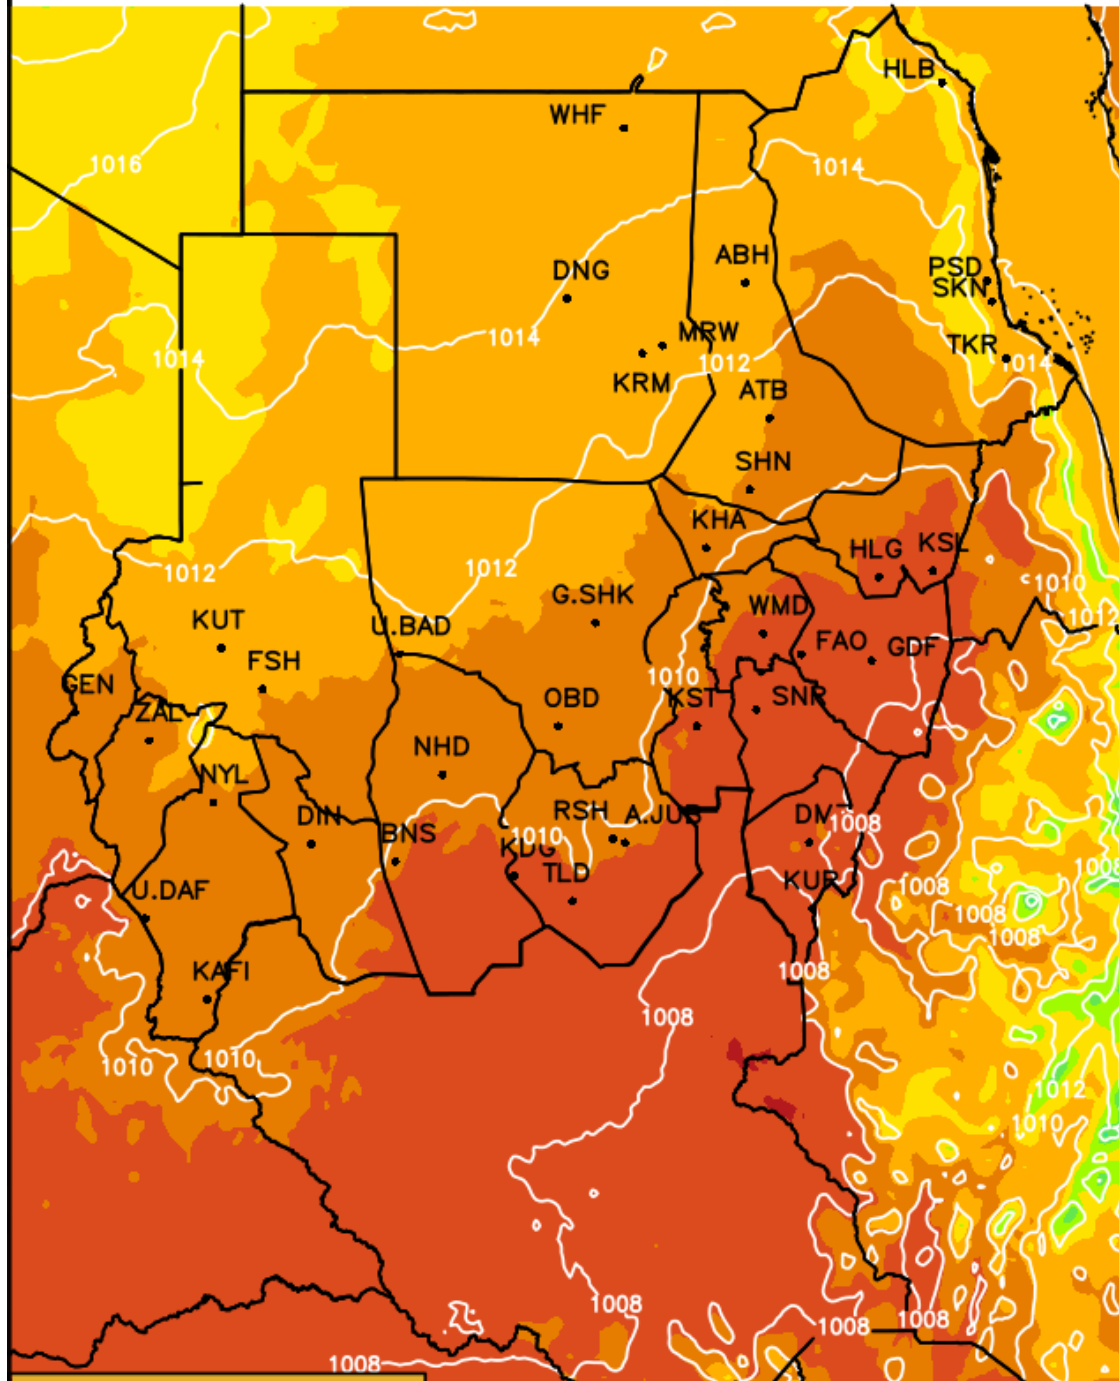 HLB
WHF
1016
1014
ABH
DNG
PSD
SKN
1014
MRW
TKR
1014
1014
1012
KRM
ATB
SHN
KHA
HLG
KSL
1012
1012
1010
G.SHK
WMD
1012
KUT
U.BAD
FAO
GDF
FSH
GEN
1010
OBD
KST
SNR
ZAL
NHD
NYL
DIN
RSH
A.JUB
DMZ
1008
BNS
1010
KDG
1008
TLD
KUR
1008
U.DAF
1008
1008
KAFI
1008
1008
1010
1010
1012
1010
1008
1008
1008
1008